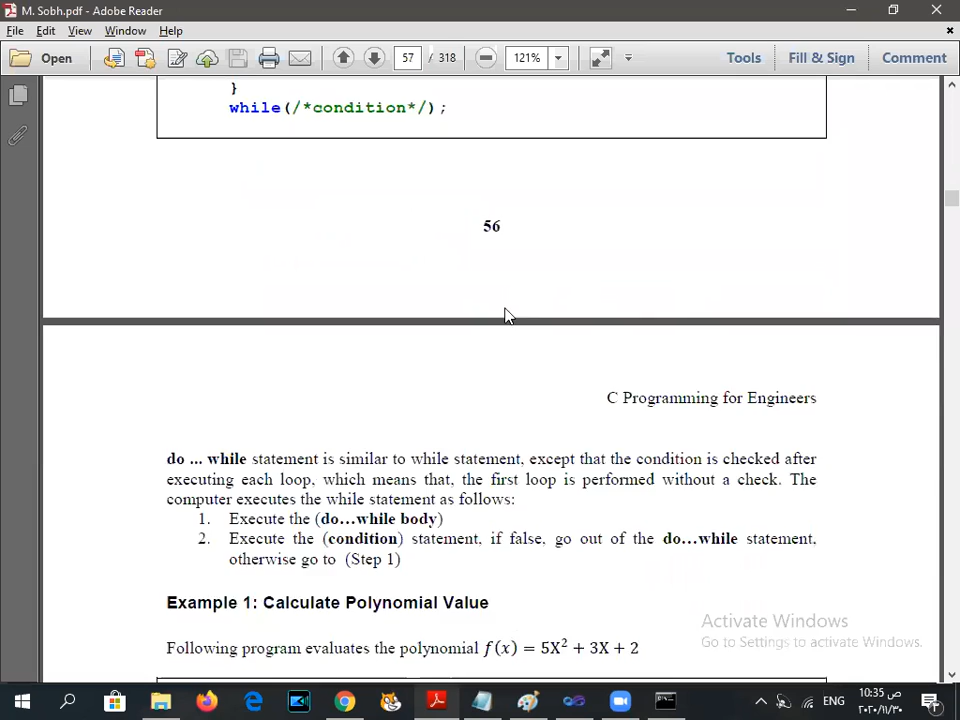 M. Sobh.pdf - Adobe Reader
File Edit View Window Help
Open 57 / 318 121% Tools Fill & Sign Comment
}
while(/*condition*/);
56
C Programming for Engineers
do ... while statement is similar to while statement, except that the condition is checked after
executing each loop, which means that, the first loop is performed without a check. The
computer executes the while statement as follows:
1. Execute the (do...while body)
2. Execute the (condition) statement, if false, go out of the do...while statement,
otherwise go to (Step 1)
Example 1: Calculate Polynomial Value
Activate Windows
Following program evaluates the polynomial f(x) = 5X² + 3X + 2
Go to Settings to activate Windows.
ENG
10:35 ص
٢٠٢٠/١١/٣٠